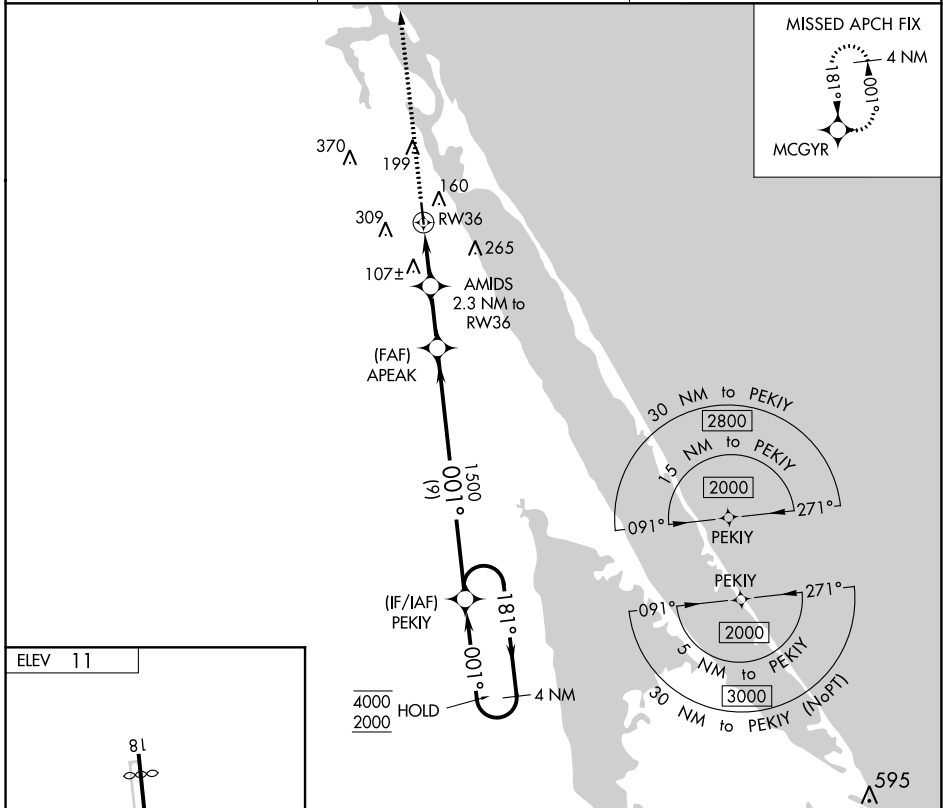 MISSED APCH FIX
4 NM
181°
001°
MCGYR
370
199
160
309
RW36
265
107±
AMIDS
2.3 NM to
RW36
(FAF)
APEAK
1500
001°
(9)
30 NM to PEKIY
2800
15 NM to PEKIY
2000
091°
271°
PEKIY
PEKIY
091°
271°
2000
5 NM to PEKIY
3000
30 NM to PEKIY (NoPT)
(IF/IAF)
PEKIY
181°
001°
4000
2000
HOLD
4 NM
595
ELEV 11
18